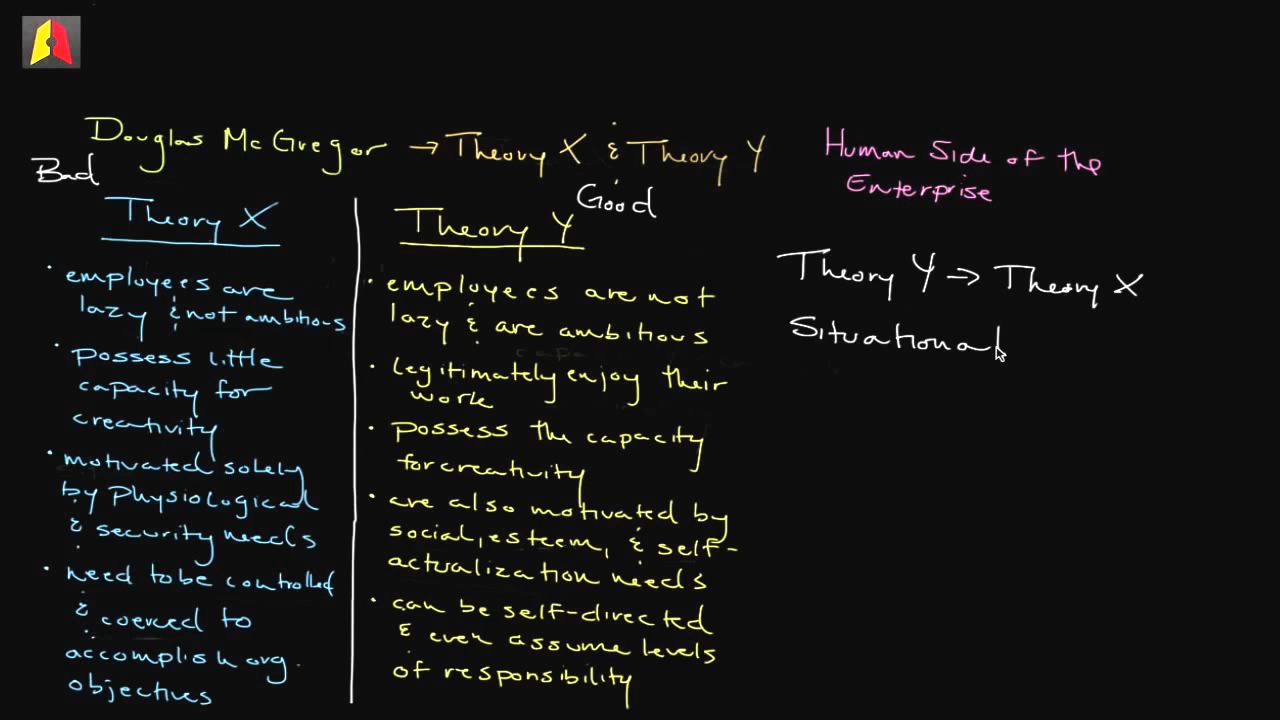 Douglas McGregor → Theory X & Theory Y
Human Side of the
Enterprise
Bad
Theory X
• employees are
lazy & not ambitious
• possess little
capacity for
creativity
• motivated solely
by physiological
& security needs
• need to be controlled
& coerced to
accomplish org.
objectives
Good
Theory Y
• employees are not
lazy & are ambitious
• legitimately enjoy their
work
• possess the capacity
for creativity
• are also motivated by
social, esteem, & self-
actualization needs
• can be self-directed
& even assume levels
of responsibility
Theory Y → Theory X
Situational